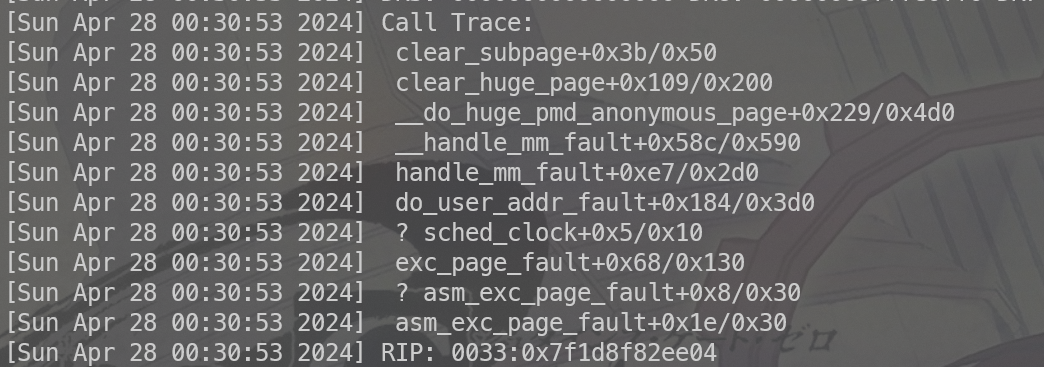 [Sun Apr 28 00:30:53 2024] Call Trace:
[Sun Apr 28 00:30:53 2024]  clear_subpage+0x3b/0x50
[Sun Apr 28 00:30:53 2024]  clear_huge_page+0x109/0x200
[Sun Apr 28 00:30:53 2024]  __do_huge_pmd_anonymous_page+0x229/0x4d0
[Sun Apr 28 00:30:53 2024]  __handle_mm_fault+0x58c/0x590
[Sun Apr 28 00:30:53 2024]  handle_mm_fault+0xe7/0x2d0
[Sun Apr 28 00:30:53 2024]  do_user_addr_fault+0x184/0x3d0
[Sun Apr 28 00:30:53 2024]  ? sched_clock+0x5/0x10
[Sun Apr 28 00:30:53 2024]  exc_page_fault+0x68/0x130
[Sun Apr 28 00:30:53 2024]  ? asm_exc_page_fault+0x8/0x30
[Sun Apr 28 00:30:53 2024]  asm_exc_page_fault+0x1e/0x30
[Sun Apr 28 00:30:53 2024] RIP: 0033:0x7f1d8f82ee04
ゲート・ゼロ